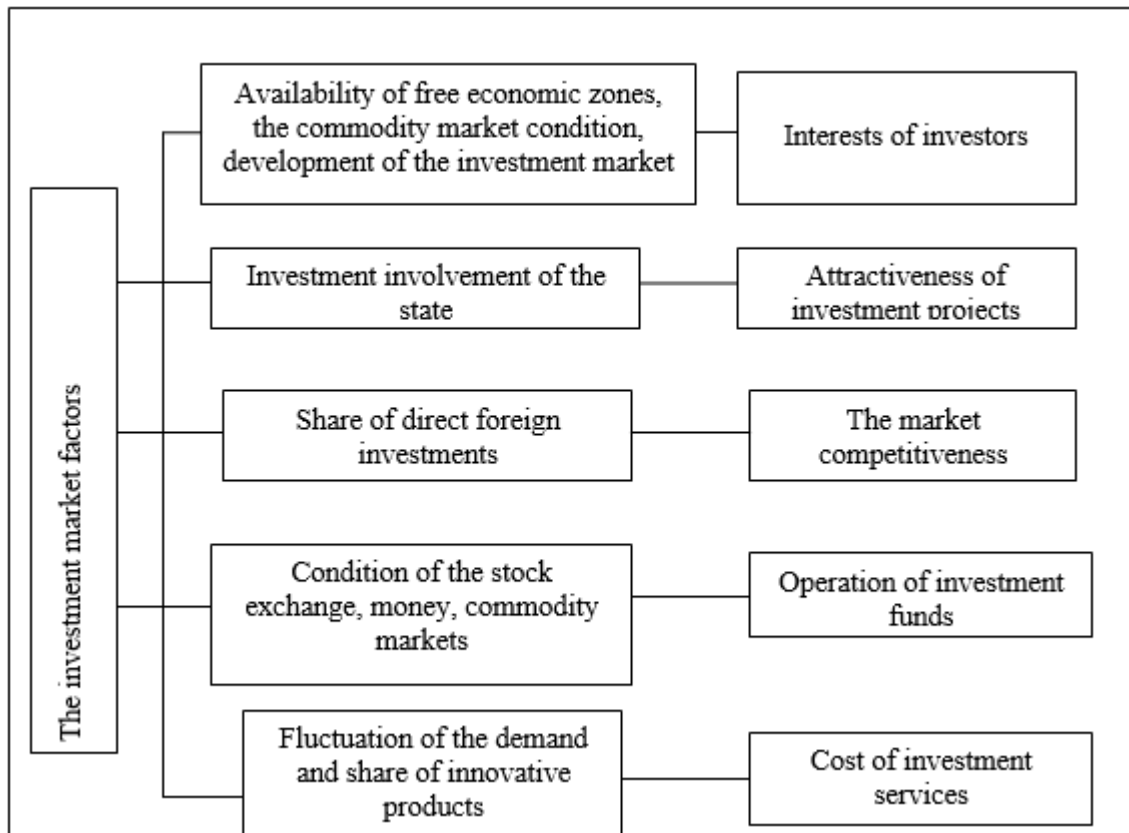 The investment market factors
Availability of free economic zones,
the commodity market condition,
development of the investment market
Interests of investors
Investment involvement of the
state
Attractiveness of
investment projects
Share of direct foreign
investments
The market
competitiveness
Condition of the stock
exchange, money, commodity
markets
Operation of investment
funds
Fluctuation of the demand
and share of innovative
products
Cost of investment
services